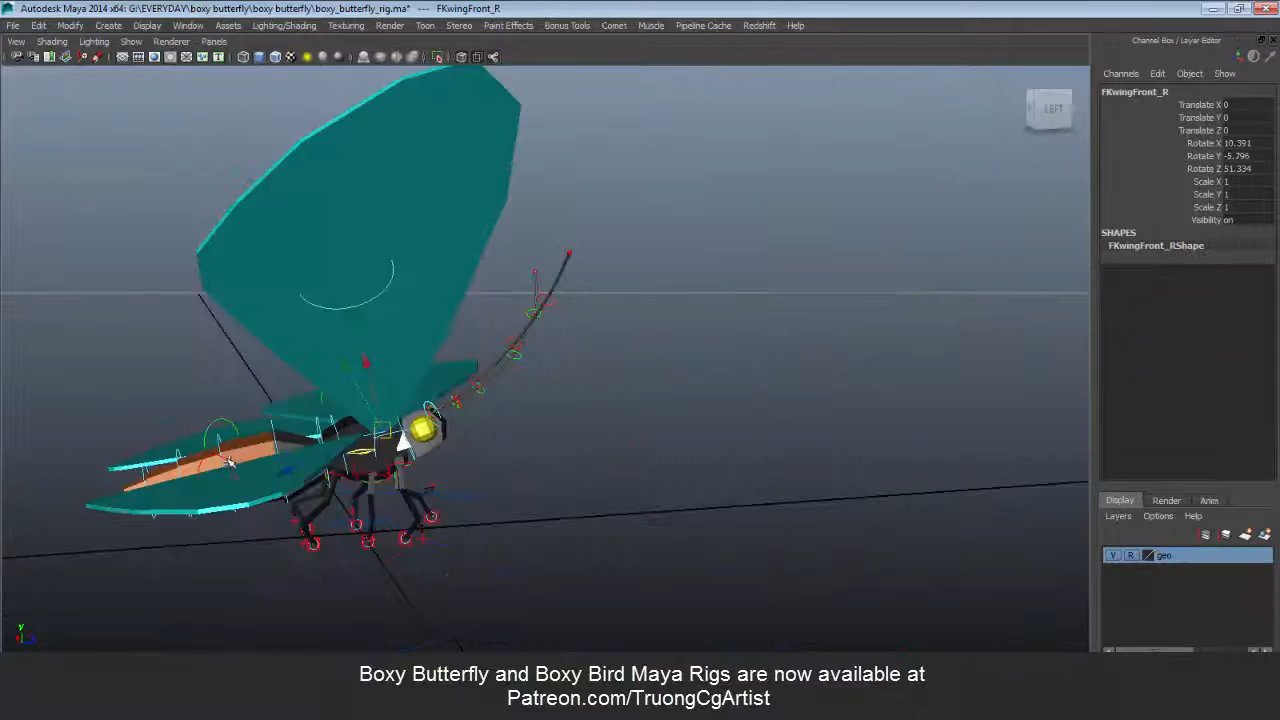 Autodesk Maya 2014 x64: G:\EVERYDAY\boxy butterfly\boxy butterfly\boxy_butterfly_rig.ma* --- FKwingFront_R
File Edit Modify Create Display Window Assets Lighting/Shading Texturing Render Toon Stereo Paint Effects Bonus Tools Comet Muscle Pipeline Cache Redshift Help
View Shading Lighting Show Renderer Panels
Channel Box / Layer Editor
Channels Edit Object Show
FKwingFront_R
Translate X 0
Translate Y 0
Translate Z 0
Rotate X 10.391
Rotate Y -5.796
Rotate Z 51.334
Scale X 1
Scale Y 1
Scale Z 1
Visibility on
SHAPES
FKwingFront_RShape
LEFT
Display Render Anim
Layers Options Help
V R geo
y
Boxy Butterfly and Boxy Bird Maya Rigs are now available at
Patreon.com/TruongCgArtist